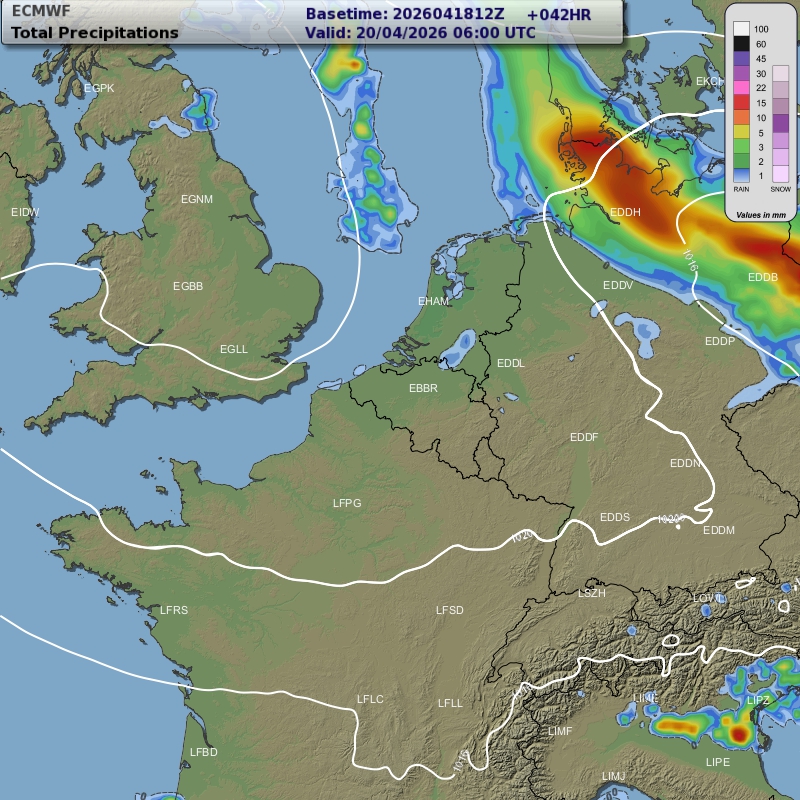 ECMWF
Total Precipitations
Basetime: 2026041812Z +042HR
Valid: 20/04/2026 06:00 UTC
100
60
45
30
22
15
10
5
3
2
1
RAIN
SNOW
Values in mm
EGPK
EKCH
EIDW
EGNM
EDDH
1016
EGBB
EDDV
EDDB
EHAM
EDDP
EGLL
EDDL
EBBR
EDDF
EDDN
LFPG
EDDS
EDDM
1020
LSZH
LFRS
LFSD
LFLC
LFLL
LIPZ
LIMF
LFBD
1016
LIPE
LIMJ